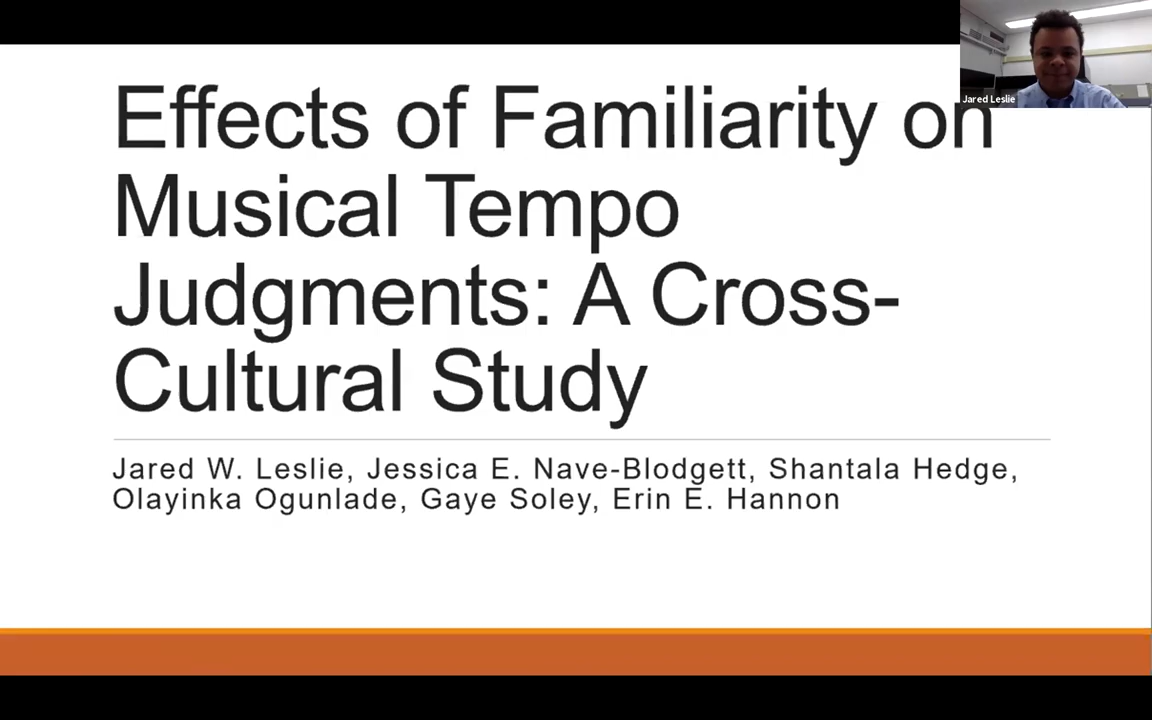 Effects of Familiarity on
Musical Tempo
Judgments: A Cross-
Cultural Study
Jared W. Leslie, Jessica E. Nave-Blodgett, Shantala Hedge,
Olayinka Ogunlade, Gaye Soley, Erin E. Hannon
Jared Leslie